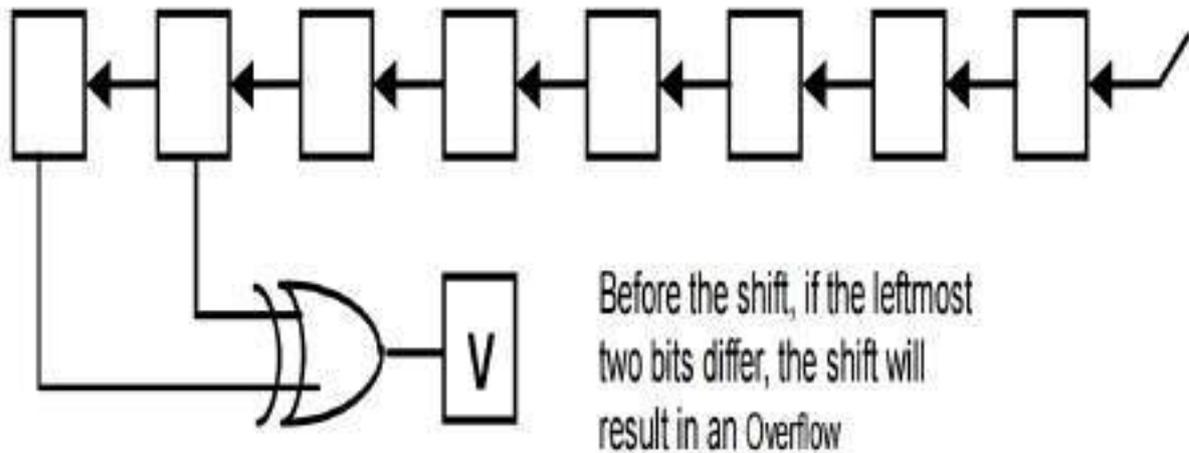 V
Before the shift, if the leftmost
two bits differ, the shift will
result in an Overflow